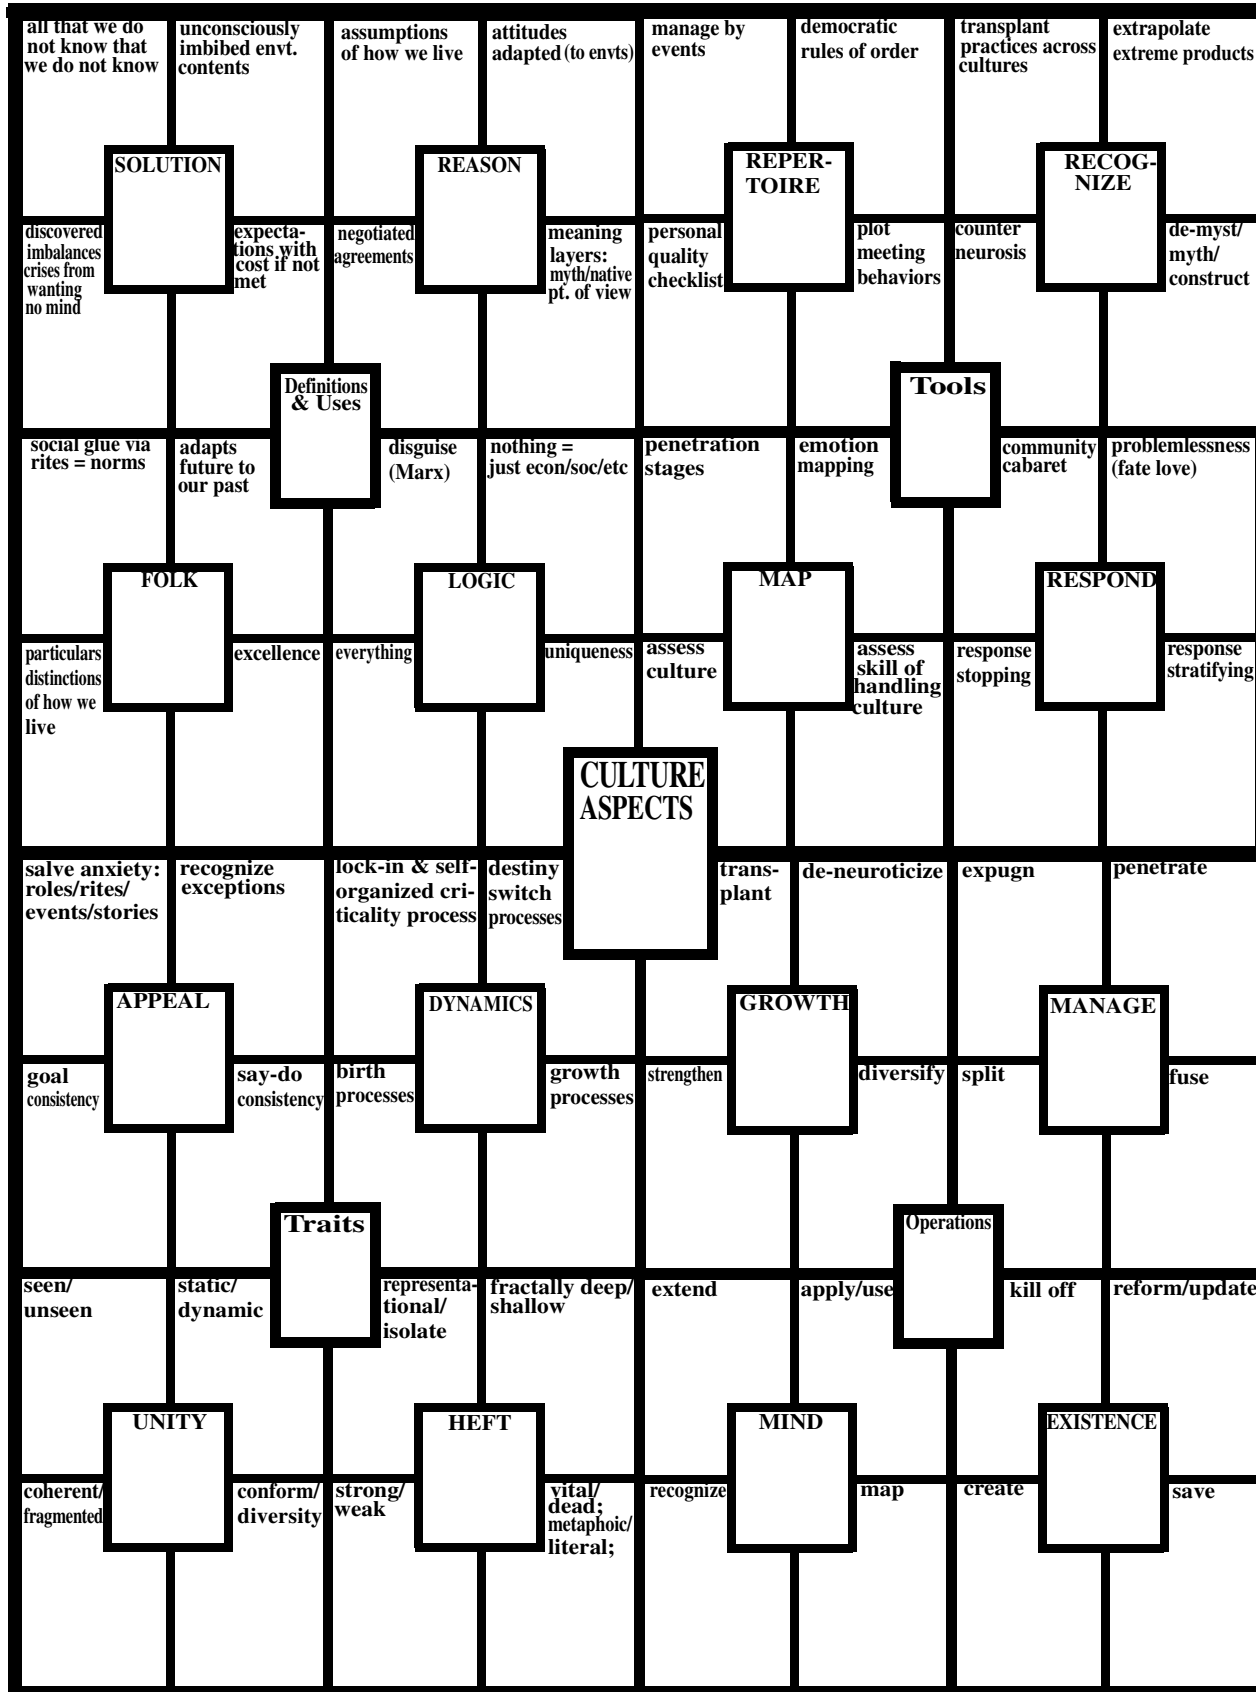 all that we do
not know that
we do not know
unconsciously
imbibed envt.
contents
assumptions
of how we live
attitudes
adapted (to envts)
manage by
events
democratic
rules of order
transplant
practices across
cultures
extrapolate
extreme products
SOLUTION
REASON
REPER-
TOIRE
RECOG-
NIZE
discovered
imbalances
crises from
wanting
no mind
expecta-
tions with
cost if not
met
negotiated
agreements
meaning
layers:
myth/native
pt. of view
personal
quality
checklist
plot
meeting
behaviors
counter
neurosis
de-myst/
myth/
construct
Definitions
& Uses
Tools
social glue via
rites = norms
adapts
future to
our past
disguise
(Marx)
nothing =
just econ/soc/etc
penetration
stages
emotion
mapping
community
cabaret
problemlessness
(fate love)
FOLK
LOGIC
MAP
RESPOND
particulars
distinctions
of how we
live
excellence
everything
uniqueness
assess
culture
assess
skill of
handling
culture
response
stopping
response
stratifying
CULTURE
ASPECTS
salve anxiety:
roles/rites/
events/stories
recognize
exceptions
lock-in & self-
organized cri-
ticality process
destiny
switch
processes
trans-
plant
de-neuroticize
expugn
penetrate
APPEAL
DYNAMICS
GROWTH
MANAGE
goal
consistency
say-do
consistency
birth
processes
growth
processes
strengthen
diversify
split
fuse
Traits
Operations
seen/
unseen
static/
dynamic
representa-
tional/
isolate
fractally deep/
shallow
extend
apply/use
kill off
reform/update
UNITY
HEFT
MIND
EXISTENCE
coherent/
fragmented
conform/
diversity
strong/
weak
vital/
dead;
metaphoic/
literal;
recognize
map
create
save